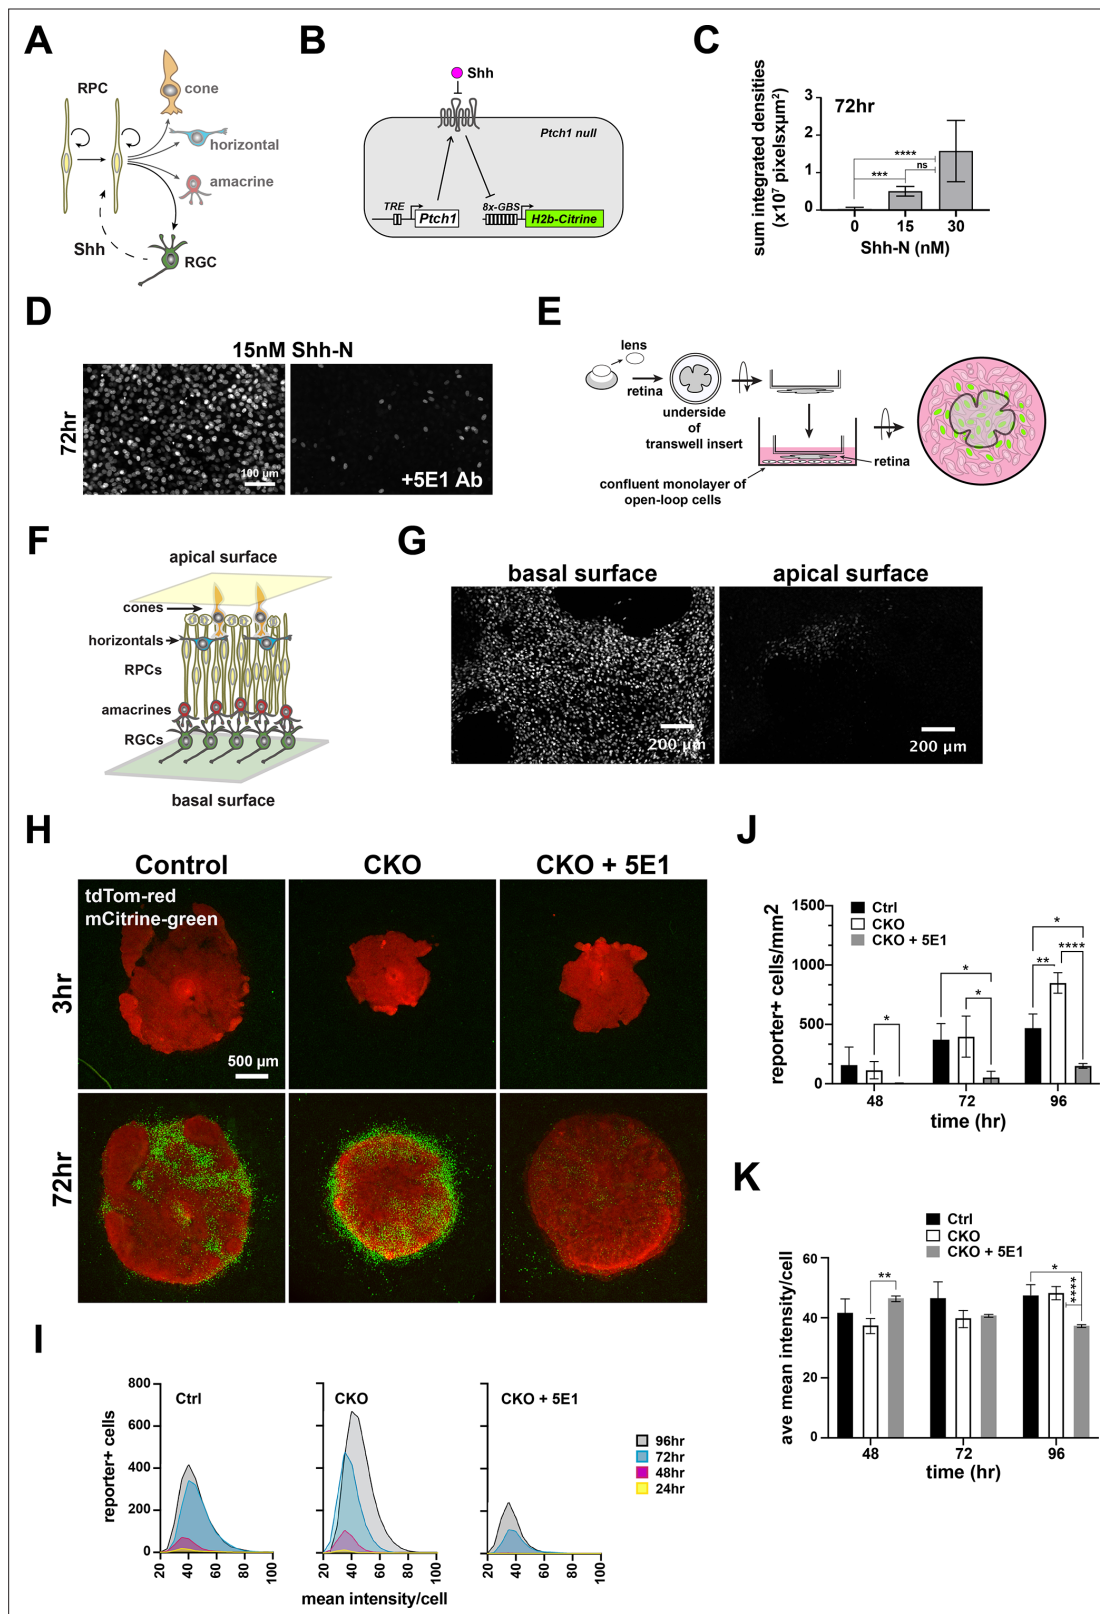 A
RPC
cone
horizontal
amacrine
Shh
RGC
B
Shh
Ptch1 null
TRE
Ptch1
8x-GBS
H2b-Citrine
C
sum integrated densities
(x10⁷ pixelsxµm²)
3
2
1
0
72hr
****
***
ns
0 15 30
Shh-N (nM)
D
15nM Shh-N
72hr
100 µm
+5E1 Ab
E
lens
retina
underside of
transwell insert
retina
confluent monolayer of
open-loop cells
F
apical surface
cones
horizontals
RPCs
amacrines
RGCs
basal surface
G
basal surface
apical surface
200 µm
200 µm
H
Control
CKO
CKO + 5E1
tdTom-red
mCitrine-green
3hr
500 µm
72hr
I
reporter+ cells
800
600
400
200
0
Ctrl
CKO
CKO + 5E1
20 40 60 80 100
20 40 60 80 100
20 40 60 80 100
mean intensity/cell
96hr
72hr
48hr
24hr
J
reporter+ cells/mm2
1500
1000
500
0
Ctrl
CKO
CKO + 5E1
*
*
*
*
**
****
48 72 96
time (hr)
K
ave mean intensity/cell
60
40
20
0
Ctrl
CKO
CKO + 5E1
**
*
****
48 72 96
time (hr)